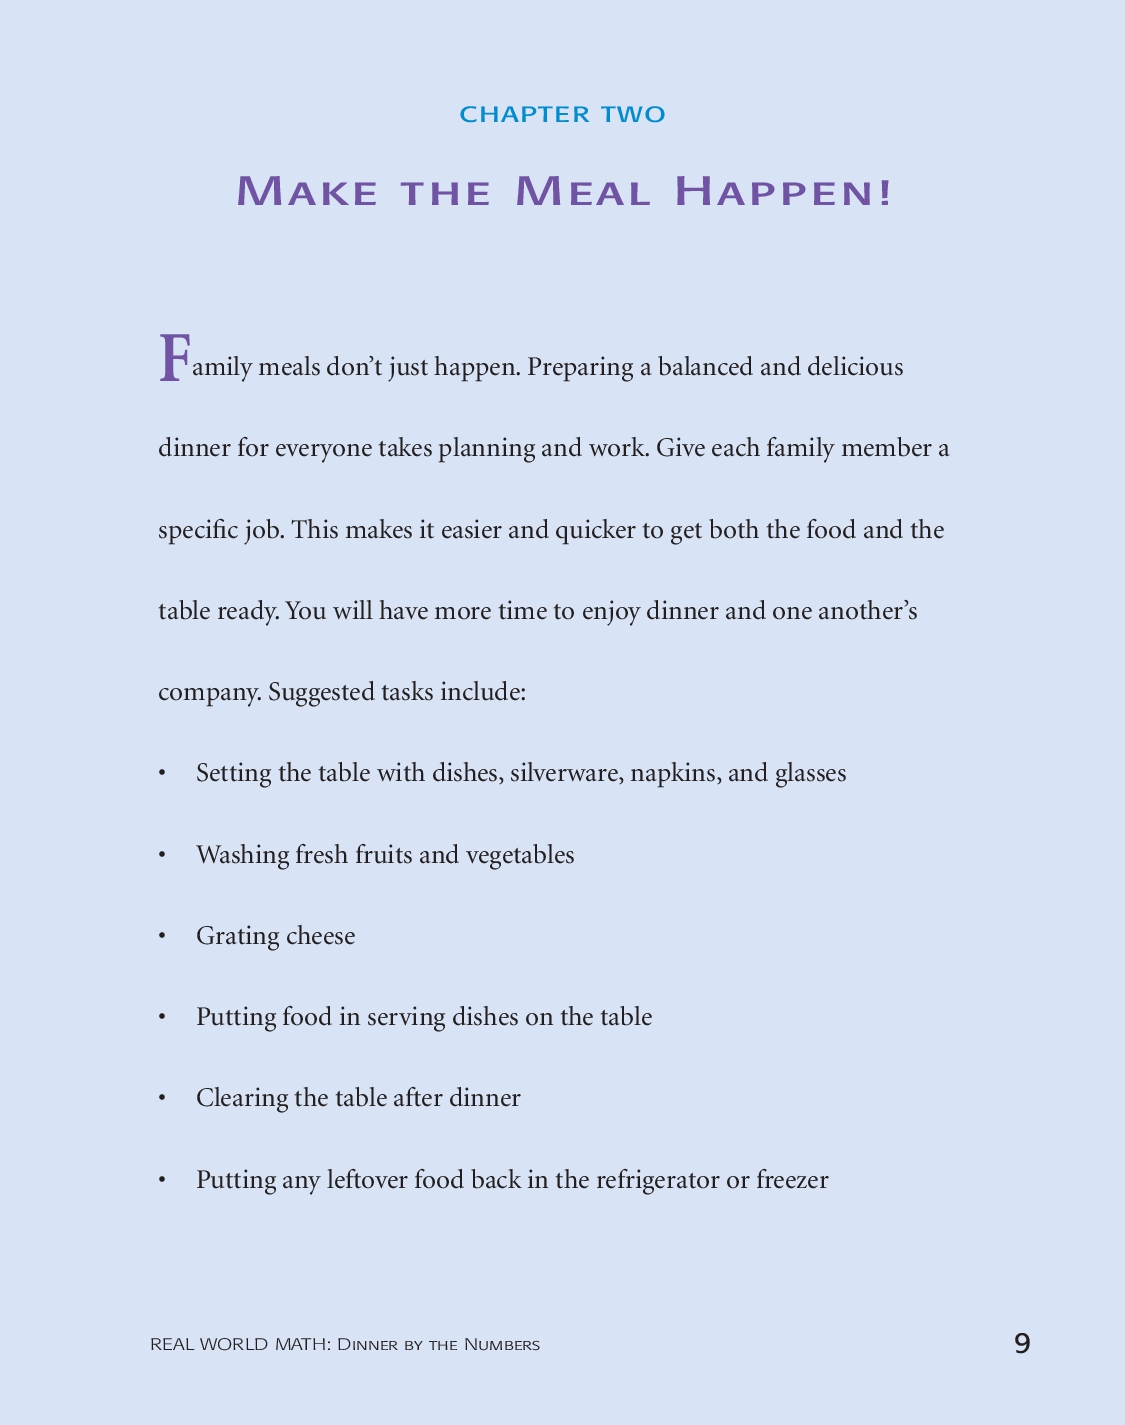 CHAPTER TWO
Make the Meal Happen!
Family meals don’t just happen. Preparing a balanced and delicious
dinner for everyone takes planning and work. Give each family member a
specific job. This makes it easier and quicker to get both the food and the
table ready. You will have more time to enjoy dinner and one another’s
company. Suggested tasks include:
• Setting the table with dishes, silverware, napkins, and glasses
• Washing fresh fruits and vegetables
• Grating cheese
• Putting food in serving dishes on the table
• Clearing the table after dinner
• Putting any leftover food back in the refrigerator or freezer
REAL WORLD MATH: Dinner by the Numbers
9